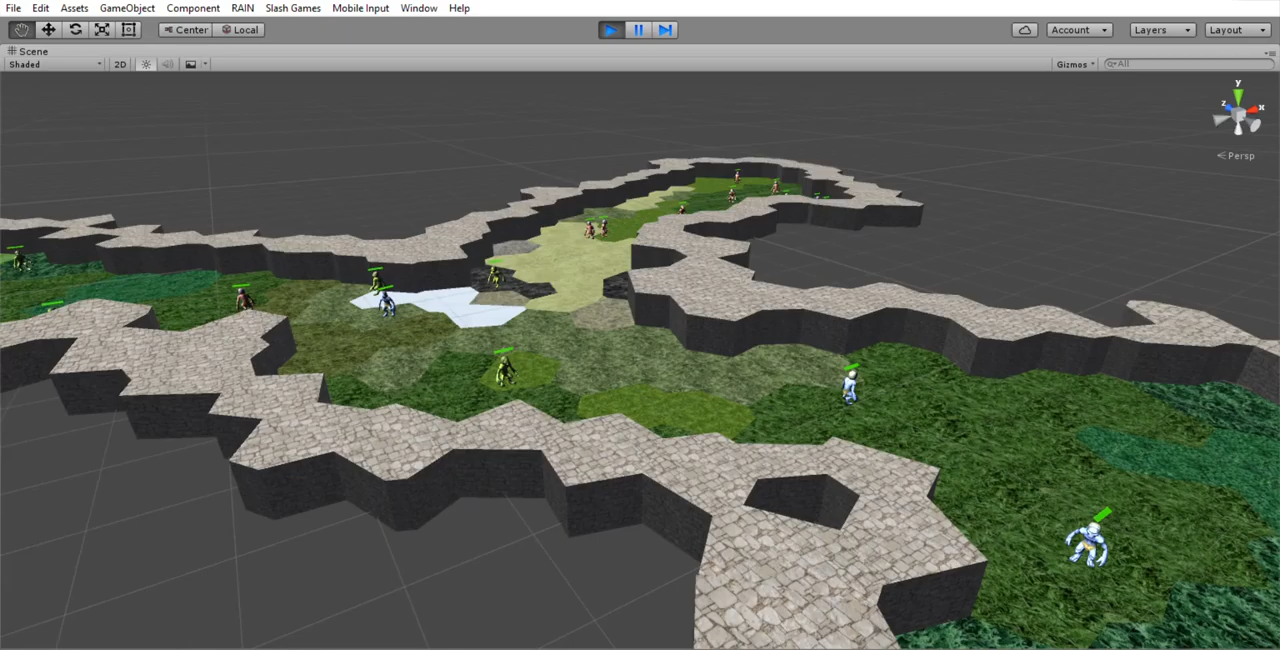 File Edit Assets GameObject Component RAIN Slash Games Mobile Input Window Help
Center Local Account Layers Layout
Scene
Shaded 2D Gizmos All
y
z x
Persp